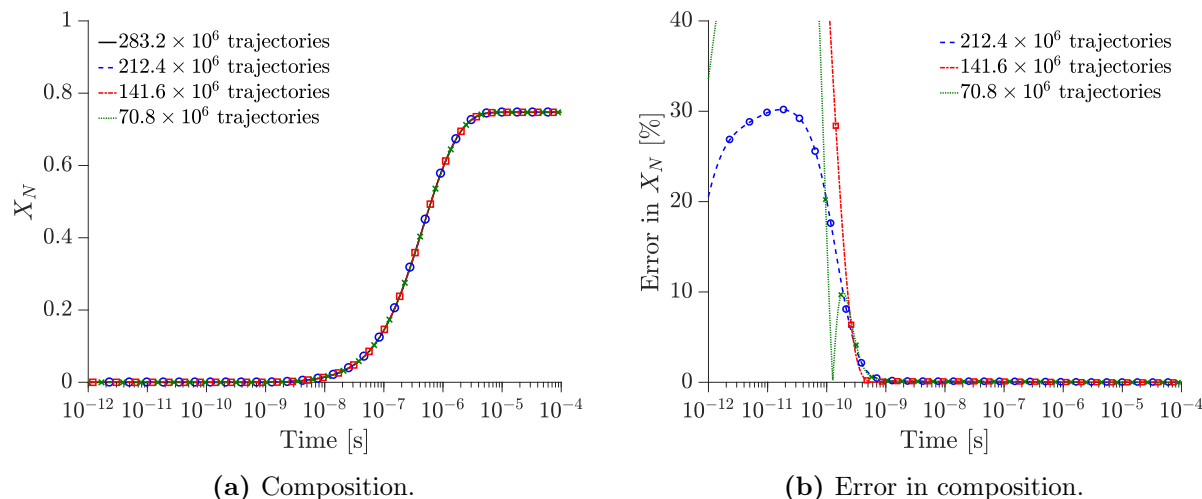 1
0.8
0.6
0.4
0.2
0
X_N
283.2 × 10^6 trajectories
212.4 × 10^6 trajectories
141.6 × 10^6 trajectories
70.8 × 10^6 trajectories
10^−12 10^−11 10^−10 10^−9 10^−8 10^−7 10^−6 10^−5 10^−4
Time [s]
(a) Composition.
40
30
20
10
0
Error in X_N [%]
212.4 × 10^6 trajectories
141.6 × 10^6 trajectories
70.8 × 10^6 trajectories
10^−12 10^−11 10^−10 10^−9 10^−8 10^−7 10^−6 10^−5 10^−4
Time [s]
(b) Error in composition.